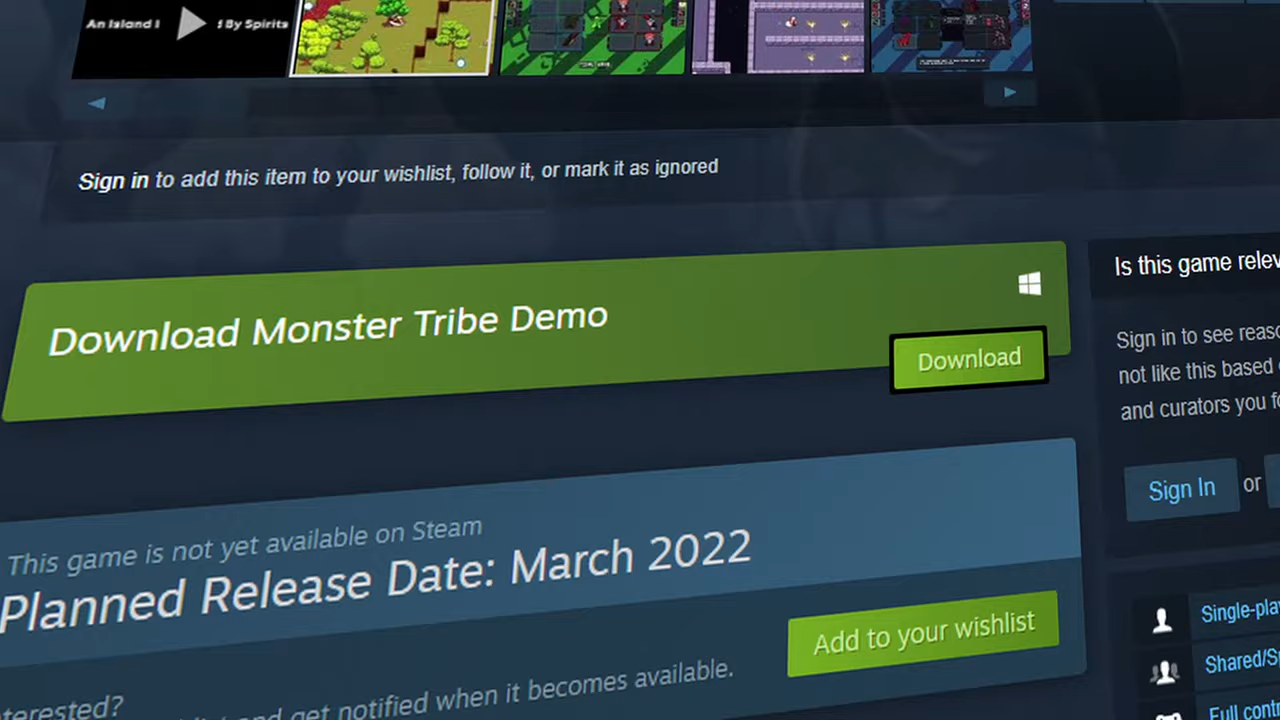 An Island I
I By Spirits
Sign in to add this item to your wishlist, follow it, or mark it as ignored
Download Monster Tribe Demo
Download
Is this game relev
Sign in to see reaso
not like this based
and curators you fo
Sign In or
This game is not yet available on Steam
Planned Release Date: March 2022
Add to your wishlist
terested?
and get notified when it becomes available.
Single-pla
Shared/Sp
Full contr